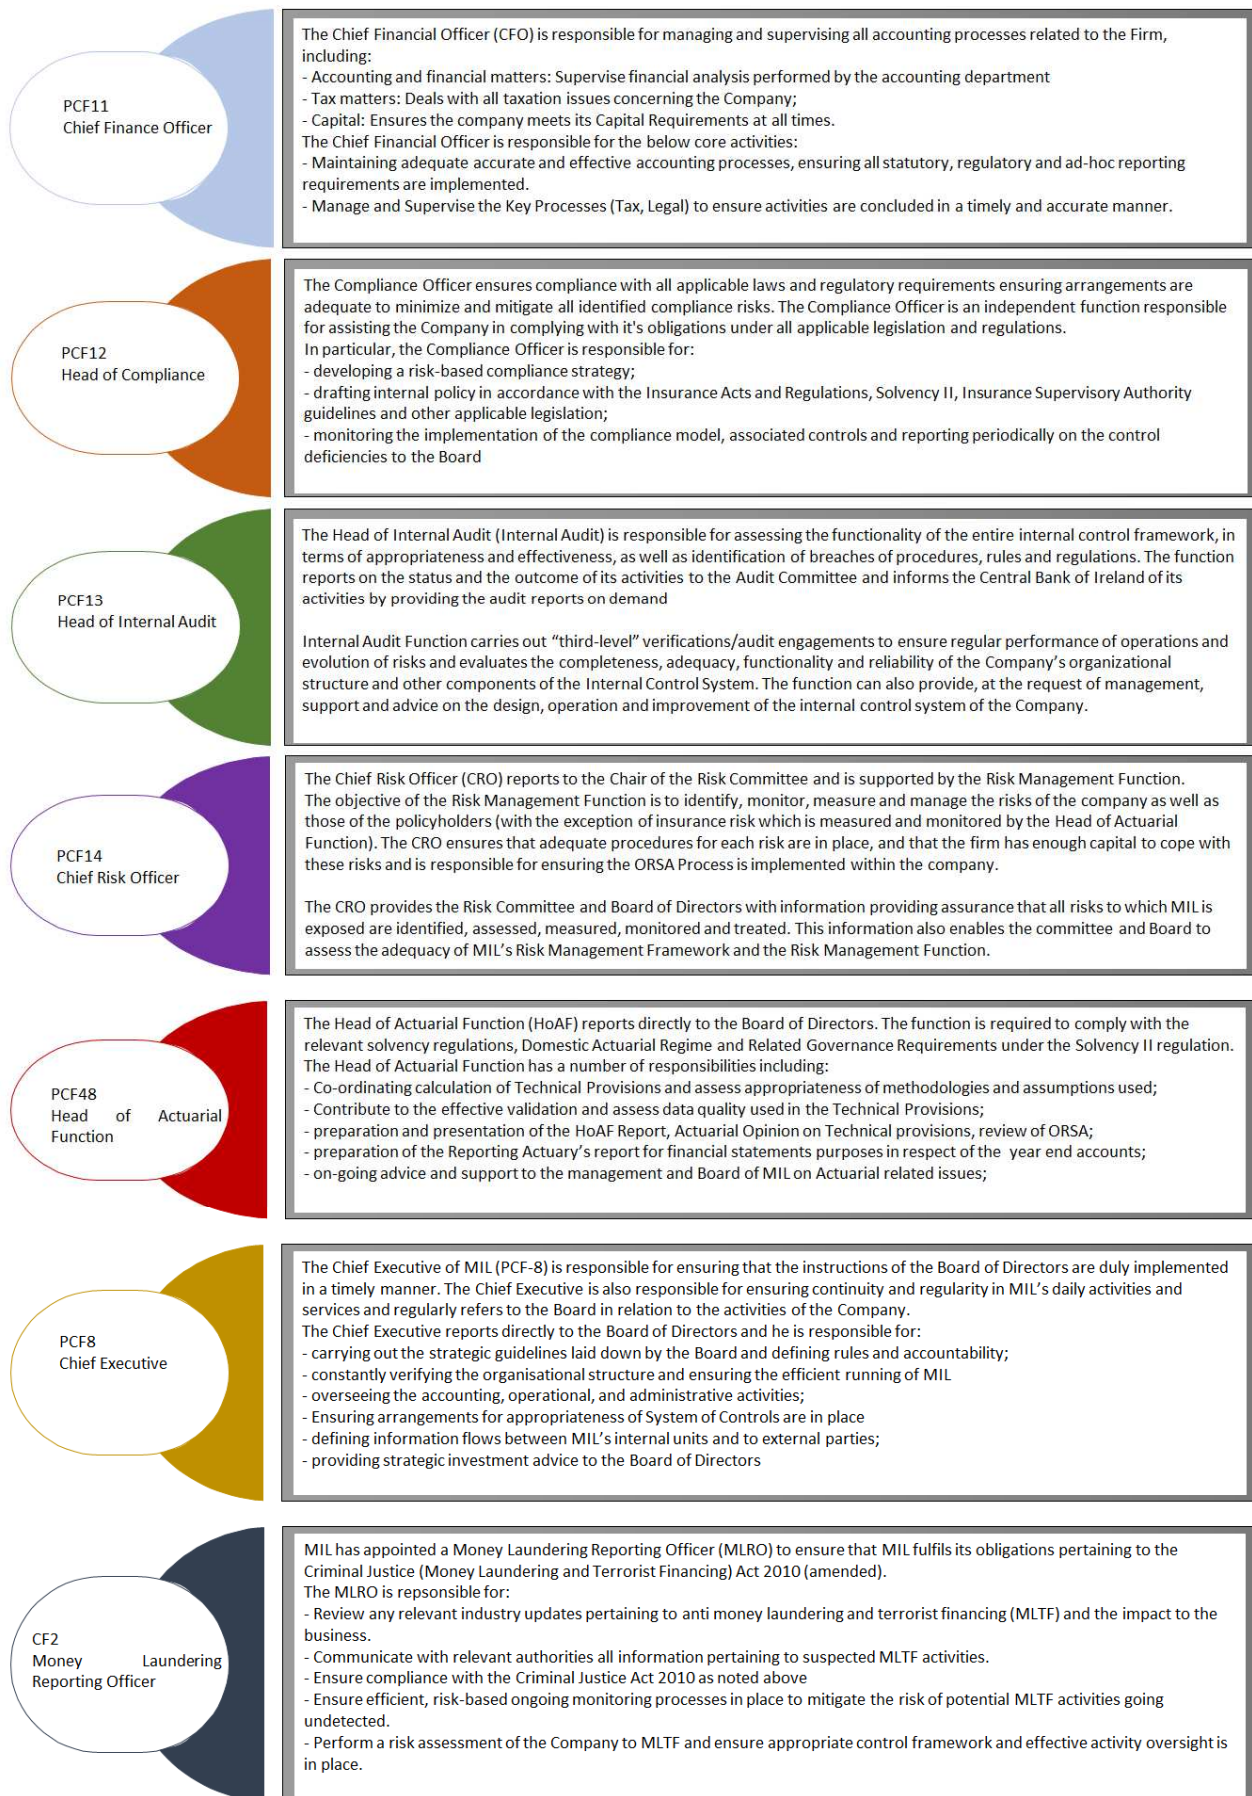 PCF11
Chief Finance Officer
The Chief Financial Officer (CFO) is responsible for managing and supervising all accounting processes related to the Firm,
including:
- Accounting and financial matters: Supervise financial analysis performed by the accounting department
- Tax matters: Deals with all taxation issues concerning the Company;
- Capital: Ensures the company meets its Capital Requirements at all times.
The Chief Financial Officer is responsible for the below core activities:
- Maintaining adequate accurate and effective accounting processes, ensuring all statutory, regulatory and ad-hoc reporting
requirements are implemented.
- Manage and Supervise the Key Processes (Tax, Legal) to ensure activities are concluded in a timely and accurate manner.
PCF12
Head of Compliance
The Compliance Officer ensures compliance with all applicable laws and regulatory requirements ensuring arrangements are
adequate to minimize and mitigate all identified compliance risks. The Compliance Officer is an independent function responsible
for assisting the Company in complying with it's obligations under all applicable legislation and regulations.
In particular, the Compliance Officer is responsible for:
- developing a risk-based compliance strategy;
- drafting internal policy in accordance with the Insurance Acts and Regulations, Solvency II, Insurance Supervisory Authority
guidelines and other applicable legislation;
- monitoring the implementation of the compliance model, associated controls and reporting periodically on the control
deficiencies to the Board
PCF13
Head of Internal Audit
The Head of Internal Audit (Internal Audit) is responsible for assessing the functionality of the entire internal control framework, in
terms of appropriateness and effectiveness, as well as identification of breaches of procedures, rules and regulations. The function
reports on the status and the outcome of its activities to the Audit Committee and informs the Central Bank of Ireland of its
activities by providing the audit reports on demand
Internal Audit Function carries out “third-level” verifications/audit engagements to ensure regular performance of operations and
evolution of risks and evaluates the completeness, adequacy, functionality and reliability of the Company’s organizational
structure and other components of the Internal Control System. The function can also provide, at the request of management,
support and advice on the design, operation and improvement of the internal control system of the Company.
PCF14
Chief Risk Officer
The Chief Risk Officer (CRO) reports to the Chair of the Risk Committee and is supported by the Risk Management Function.
The objective of the Risk Management Function is to identify, monitor, measure and manage the risks of the company as well as
those of the policyholders (with the exception of insurance risk which is measured and monitored by the Head of Actuarial
Function). The CRO ensures that adequate procedures for each risk are in place, and that the firm has enough capital to cope with
these risks and is responsible for ensuring the ORSA Process is implemented within the company.
The CRO provides the Risk Committee and Board of Directors with information providing assurance that all risks to which MIL is
exposed are identified, assessed, measured, monitored and treated. This information also enables the committee and Board to
assess the adequacy of MIL’s Risk Management Framework and the Risk Management Function.
PCF48
Head of Actuarial
Function
The Head of Actuarial Function (HoAF) reports directly to the Board of Directors. The function is required to comply with the
relevant solvency regulations, Domestic Actuarial Regime and Related Governance Requirements under the Solvency II regulation.
The Head of Actuarial Function has a number of responsibilities including:
- Co-ordinating calculation of Technical Provisions and assess appropriateness of methodologies and assumptions used;
- Contribute to the effective validation and assess data quality used in the Technical Provisions;
- preparation and presentation of the HoAF Report, Actuarial Opinion on Technical provisions, review of ORSA;
- preparation of the Reporting Actuary’s report for financial statements purposes in respect of the year end accounts;
- on-going advice and support to the management and Board of MIL on Actuarial related issues;
PCF8
Chief Executive
The Chief Executive of MIL (PCF-8) is responsible for ensuring that the instructions of the Board of Directors are duly implemented
in a timely manner. The Chief Executive is also responsible for ensuring continuity and regularity in MIL’s daily activities and
services and regularly refers to the Board in relation to the activities of the Company.
The Chief Executive reports directly to the Board of Directors and he is responsible for:
- carrying out the strategic guidelines laid down by the Board and defining rules and accountability;
- constantly verifying the organisational structure and ensuring the efficient running of MIL
- overseeing the accounting, operational, and administrative activities;
- Ensuring arrangements for appropriateness of System of Controls are in place
- defining information flows between MIL’s internal units and to external parties;
- providing strategic investment advice to the Board of Directors
CF2
Money Laundering
Reporting Officer
MIL has appointed a Money Laundering Reporting Officer (MLRO) to ensure that MIL fulfils its obligations pertaining to the
Criminal Justice (Money Laundering and Terrorist Financing) Act 2010 (amended).
The MLRO is repsonsible for:
- Review any relevant industry updates pertaining to anti money laundering and terrorist financing (MLTF) and the impact to the
business.
- Communicate with relevant authorities all information pertaining to suspected MLTF activities.
- Ensure compliance with the Criminal Justice Act 2010 as noted above
- Ensure efficient, risk-based ongoing monitoring processes in place to mitigate the risk of potential MLTF activities going
undetected.
- Perform a risk assessment of the Company to MLTF and ensure appropriate control framework and effective activity oversight is
in place.